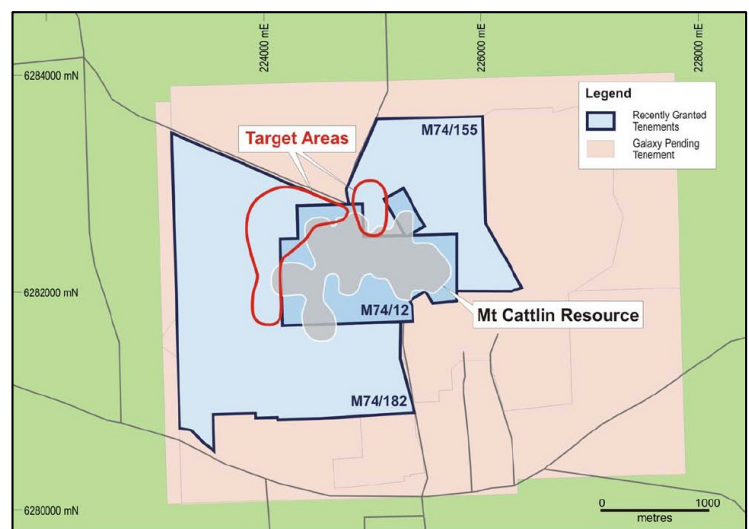 224000 mE
226000 mE
228000 mE
6284000 mN
6282000 mN
6280000 mN
Legend
Recently Granted
Tenements
Galaxy Pending
Tenement
M74/155
Target Areas
M74/12
Mt Cattlin Resource
M74/182
0 1000
metres